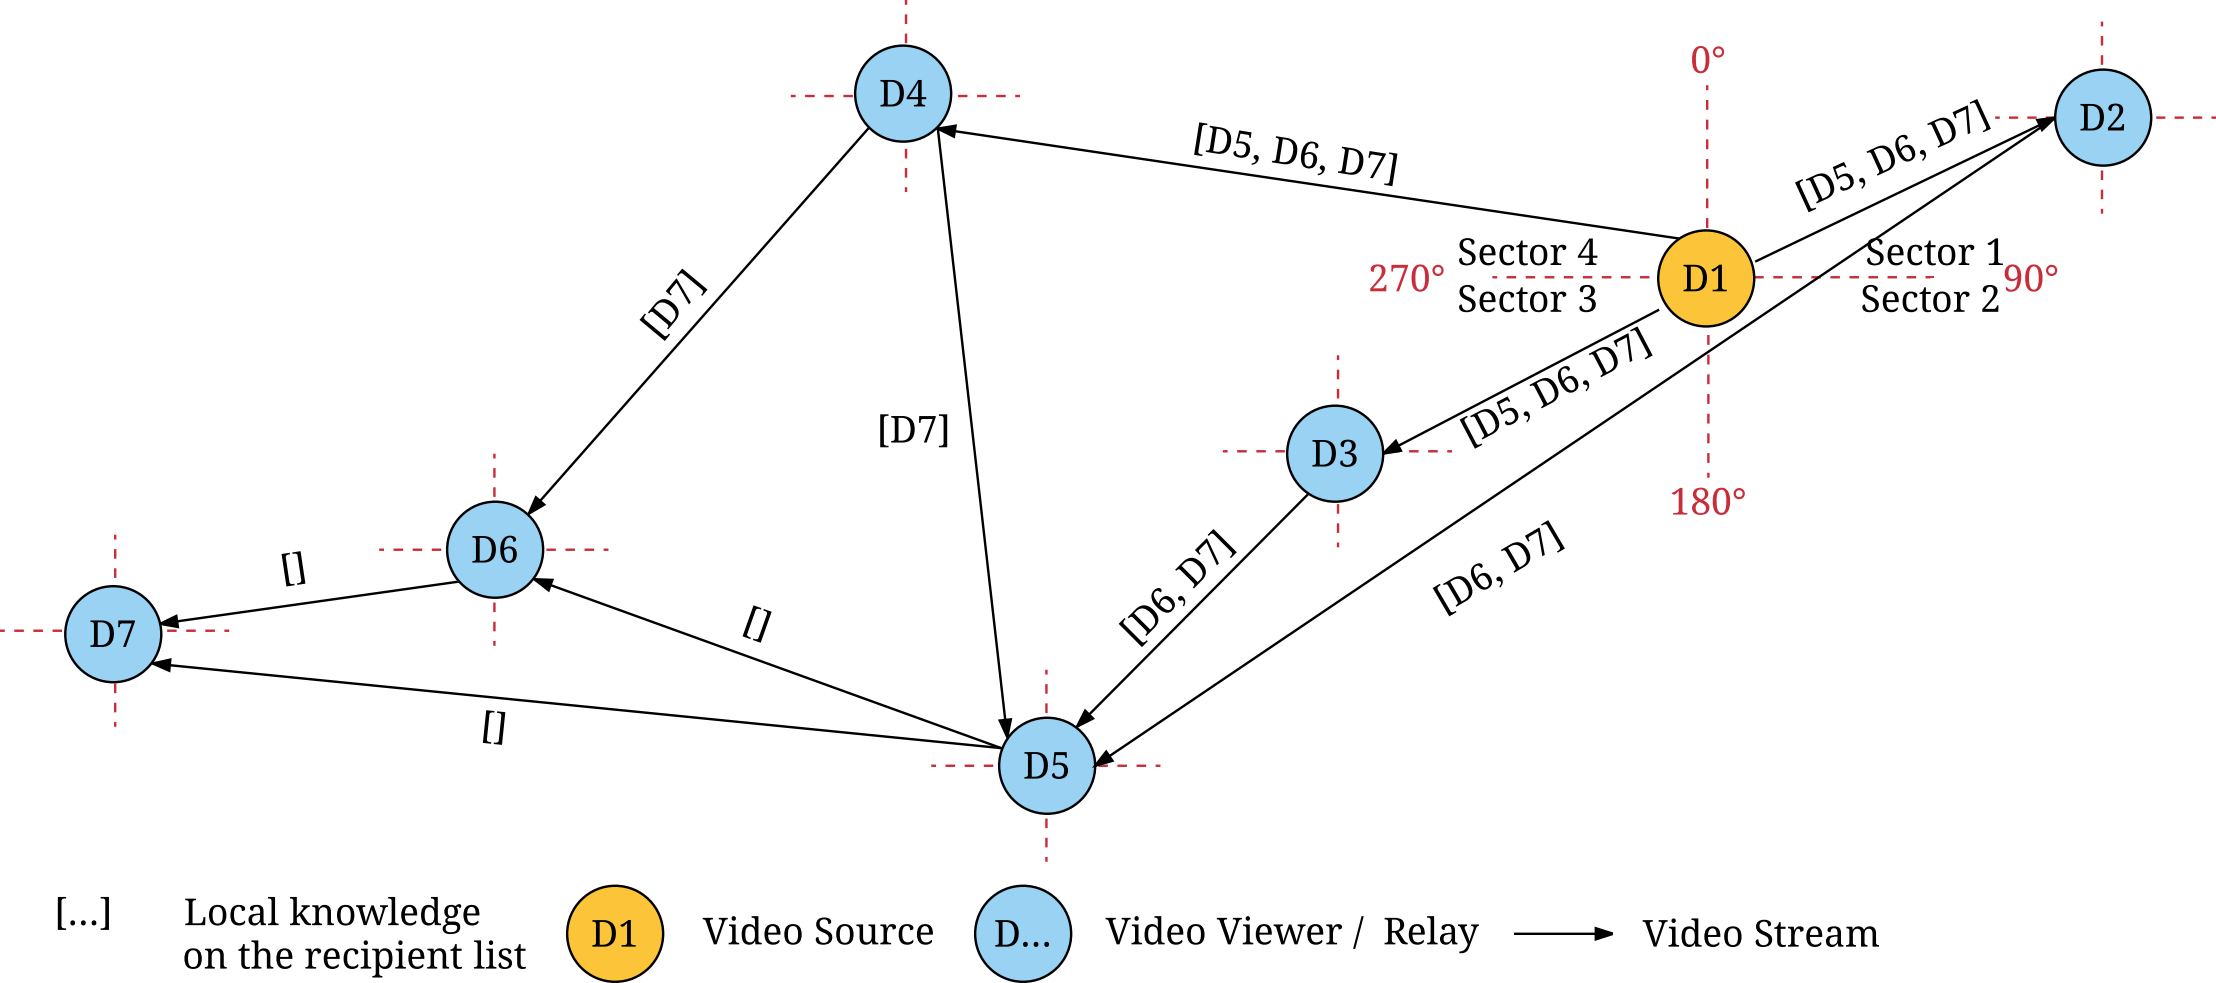 0°
D4
D2
[D5, D6, D7]
[D5, D6, D7]
Sector 4
Sector 1
270°
D1
90°
Sector 3
Sector 2
[D7]
[D5, D6, D7]
[D7]
D3
180°
D6
[D6, D7]
[D6, D7]
[]
[]
D7
[]
D5
[...]
Local knowledge
on the recipient list
D1
Video Source
D...
Video Viewer / Relay
Video Stream